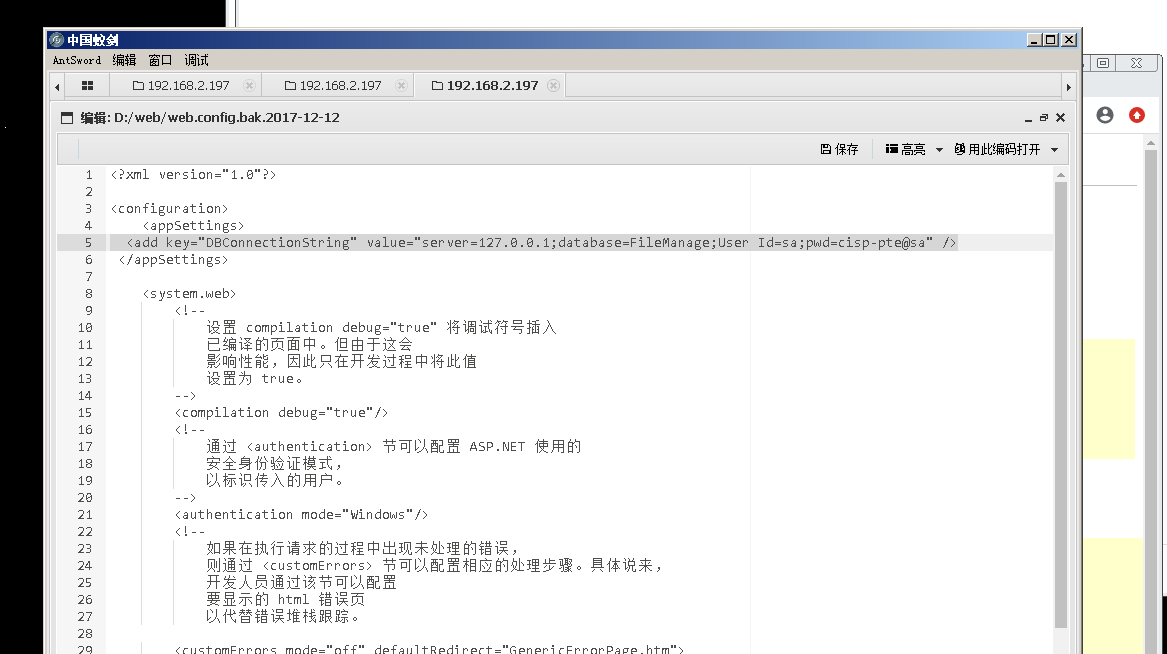 中国蚁剑
AntSword 编辑 窗口 调试
192.168.2.197 192.168.2.197 192.168.2.197
编辑: D:/web/web.config.bak.2017-12-12
保存 高亮 用此编码打开
1 <?xml version="1.0"?>
2
3 <configuration>
4 <appSettings>
5 <add key="DBConnectionString" value="server=127.0.0.1;database=FileManage;User Id=sa;pwd=cisp-pte@sa" />
6 </appSettings>
7
8 <system.web>
9 <!--
10 设置 compilation debug="true" 将调试符号插入
11 已编译的页面中。但由于这会
12 影响性能，因此只在开发过程中将此值
13 设置为 true。
14 -->
15 <compilation debug="true"/>
16 <!--
17 通过 <authentication> 节可以配置 ASP.NET 使用的
18 安全身份验证模式，
19 以标识传入的用户。
20 -->
21 <authentication mode="Windows"/>
22 <!--
23 如果在执行请求的过程中出现未处理的错误，
24 则通过 <customErrors> 节可以配置相应的处理步骤。具体说来，
25 开发人员通过该节可以配置
26 要显示的 html 错误页
27 以代替错误堆栈跟踪。
28
29 <customErrors mode="off" defaultRedirect="GenericErrorPage.htm">